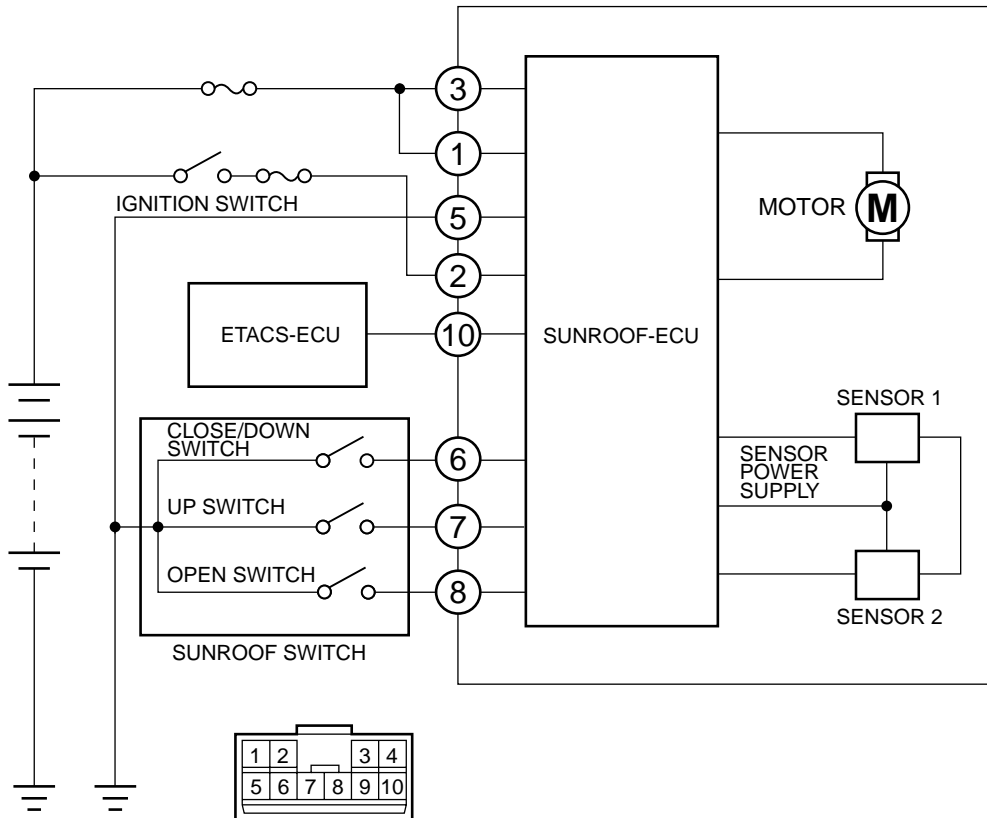 3
1
IGNITION SWITCH
5
2
ETACS-ECU
10
SUNROOF-ECU
MOTOR
M
CLOSE/DOWN
SWITCH
6
UP SWITCH
7
OPEN SWITCH
8
SUNROOF SWITCH
SENSOR 1
SENSOR
POWER
SUPPLY
SENSOR 2
1 2 3 4
5 6 7 8 9 10